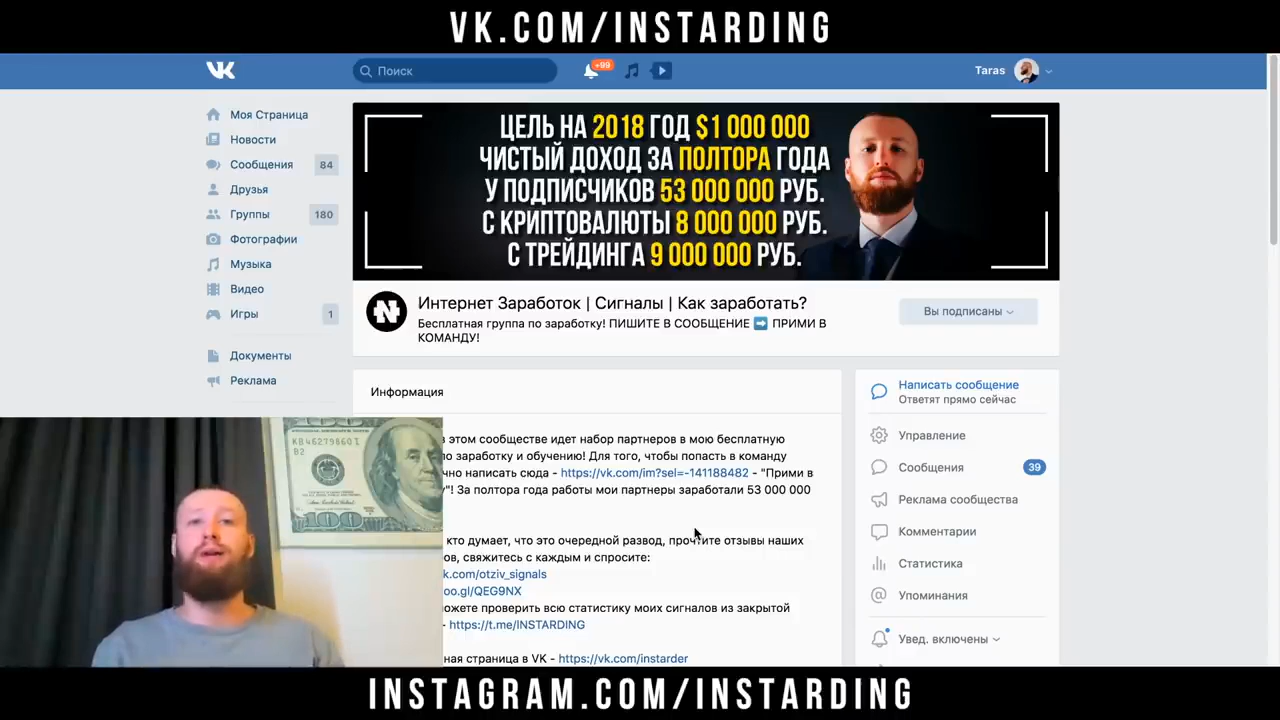 VK.COM/INSTARDING
Поиск
+99
Taras
Моя Страница
Новости
Сообщения 84
Друзья
Группы 180
Фотографии
Музыка
Видео
Игры 1
Документы
Реклама
ЦЕЛЬ НА 2018 ГОД $1 000 000
ЧИСТЫЙ ДОХОД ЗА ПОЛТОРА ГОДА
У ПОДПИСЧИКОВ 53 000 000 РУБ.
С КРИПТОВАЛЮТЫ 8 000 000 РУБ.
С ТРЕЙДИНГА 9 000 000 РУБ.
Интернет Заработок | Сигналы | Как заработать?
Бесплатная группа по заработку! ПИШИТЕ В СООБЩЕНИЕ ➡ ПРИМИ В
КОМАНДУ!
Вы подписаны
Информация
этом сообществе идет набор партнеров в мою бесплатную
по заработку и обучению! Для того, чтобы попасть в команду
написать сюда - https://vk.com/im?sel=-141188482 - "Прими в
"! За полтора года работы мои партнеры заработали 53 000 000
кто думает, что это очередной развод, прочтите отзывы наших
свяжитесь с каждым и спросите:
k.com/otziv_signals
oo.gl/QEG9NX
проверить всю статистику моих сигналов из закрытой
- https://t.me/INSTARDING
страница в VK - https://vk.com/instarder
Написать сообщение
Ответят прямо сейчас
Управление
Сообщения 39
Реклама сообщества
Комментарии
Статистика
Упоминания
Увед. включены
KB46279860I
B2
100
INSTAGRAM.COM/INSTARDING